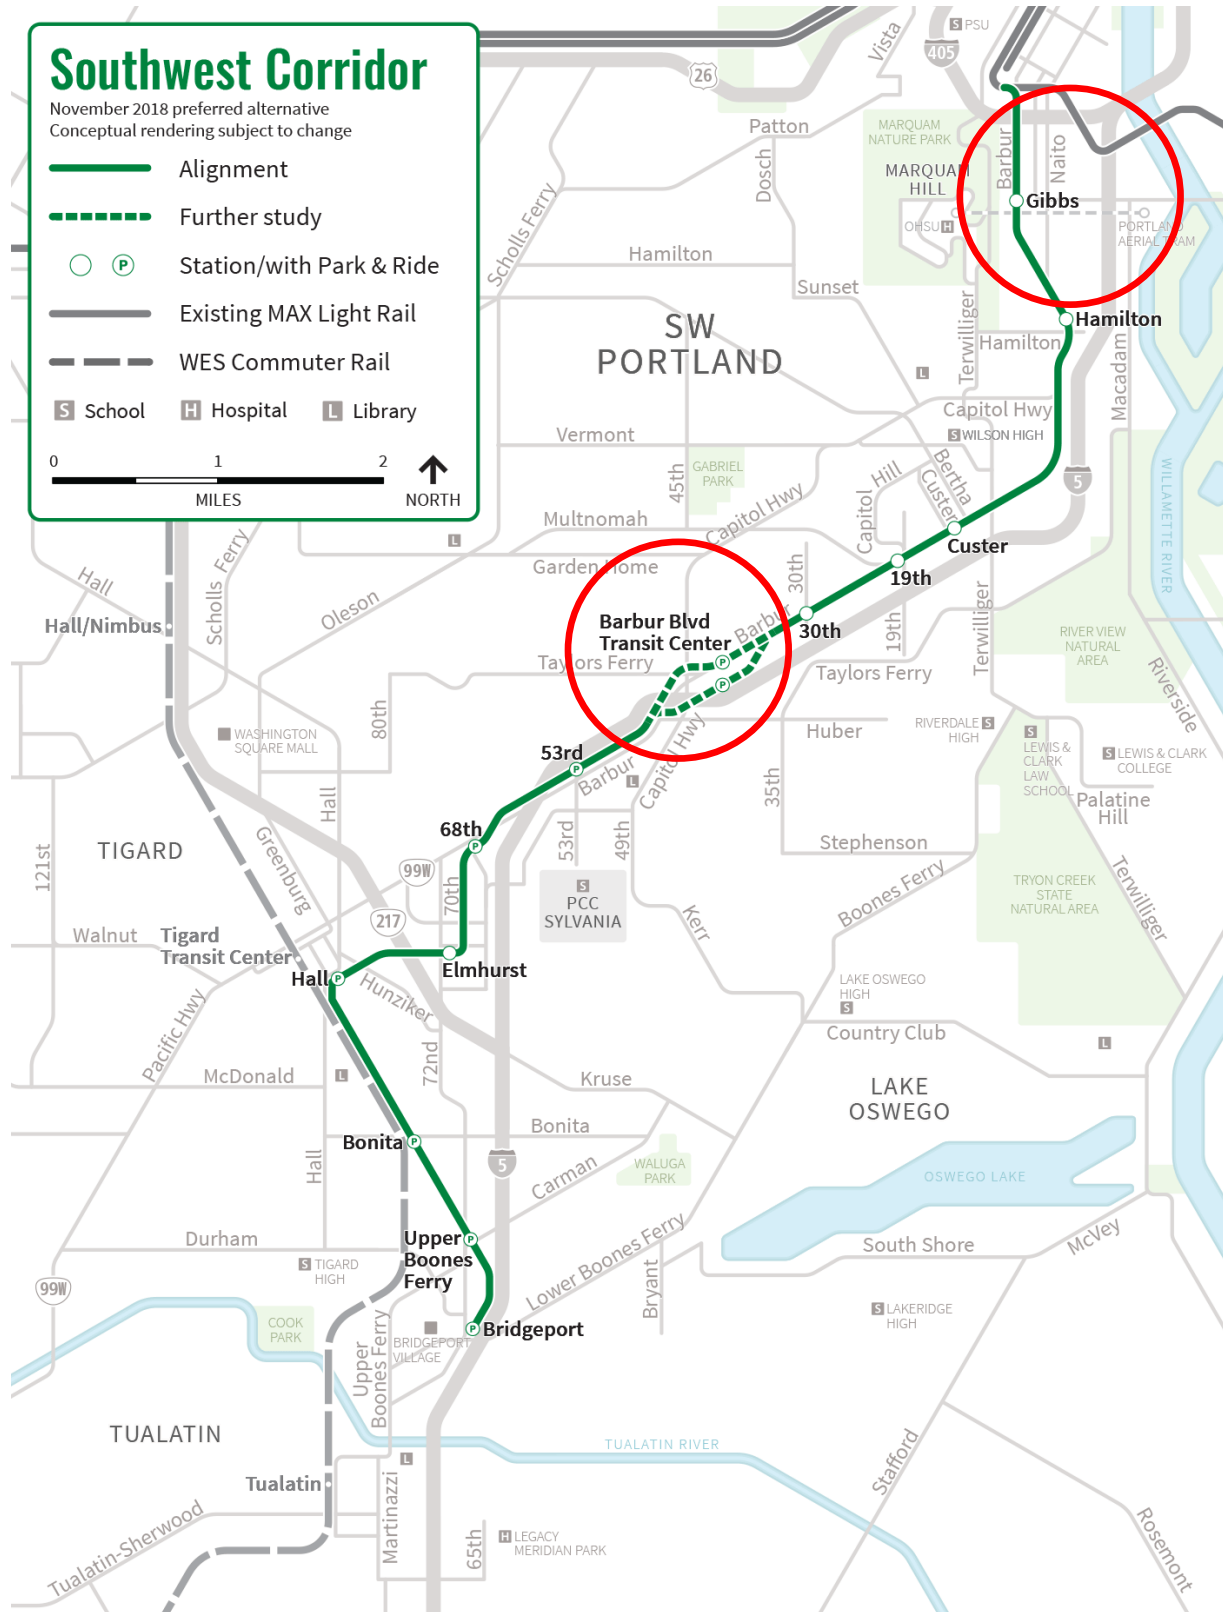 Southwest Corridor
November 2018 preferred alternative
Conceptual rendering subject to change
Alignment
Further study
P
Station/with Park & Ride
Existing MAX Light Rail
WES Commuter Rail
S School
H Hospital
L Library
0 1 2
MILES
NORTH
S PSU
405
26
Vista
Patton
Dosch
MARQUAM
NATURE PARK
MARQUAM
HILL
Barbur
Naito
Gibbs
OHSU H
PORTLAND
AERIAL TRAM
Scholls Ferry
Hamilton
Sunset
SW
PORTLAND
Terwilliger
Hamilton
Hamilton
Macadam
L
Capitol Hwy
S WILSON HIGH
Vermont
45th
GABRIEL
PARK
Capitol Hwy
Capitol
Hill
Bertha
Custer
5
WILLAMETTE RIVER
Multnomah
L
Garden Home
Custer
19th
30th
30th
19th
Terwilliger
Barbur
Barbur Blvd
Transit Center
P
P
Taylors Ferry
Taylors Ferry
Hall
Scholls
Ferry
Oleson
Hall/Nimbus
RIVER VIEW
NATURAL
AREA
Riverside
80th
WASHINGTON
SQUARE MALL
Huber
RIVERDALE
HIGH S
S
LEWIS &
CLARK
LAW
SCHOOL
S LEWIS & CLARK
COLLEGE
Palatine
Hill
53rd
P
Barbur
L
Capitol Hwy
35th
Hall
68th
P
53rd
49th
Stephenson
TIGARD
121st
Greenburg
99W
70th
217
S
PCC
SYLVANIA
Boones Ferry
TRYON CREEK
STATE
NATURAL AREA
Terwilliger
Walnut
Tigard
Transit Center
Kerr
Hall P
Elmhurst
Hunziker
LAKE OSWEGO
HIGH
S
Country Club
L
Pacific Hwy
72nd
McDonald
L
Kruse
LAKE
OSWEGO
Bonita P
Bonita
Hall
5
Carman
WALUGA
PARK
OSWEGO LAKE
Durham
Upper
Boones
Ferry
P
S TIGARD
HIGH
99W
Lower Boones Ferry
Bryant
South Shore
McVey
COOK
PARK
P Bridgeport
BRIDGEPORT
VILLAGE
Upper
Boones Ferry
S LAKERIDGE
HIGH
TUALATIN
TUALATIN RIVER
L
Stafford
Tualatin
Martinazzi
Tualatin-Sherwood
65th
H LEGACY
MERIDIAN PARK
Rosemont